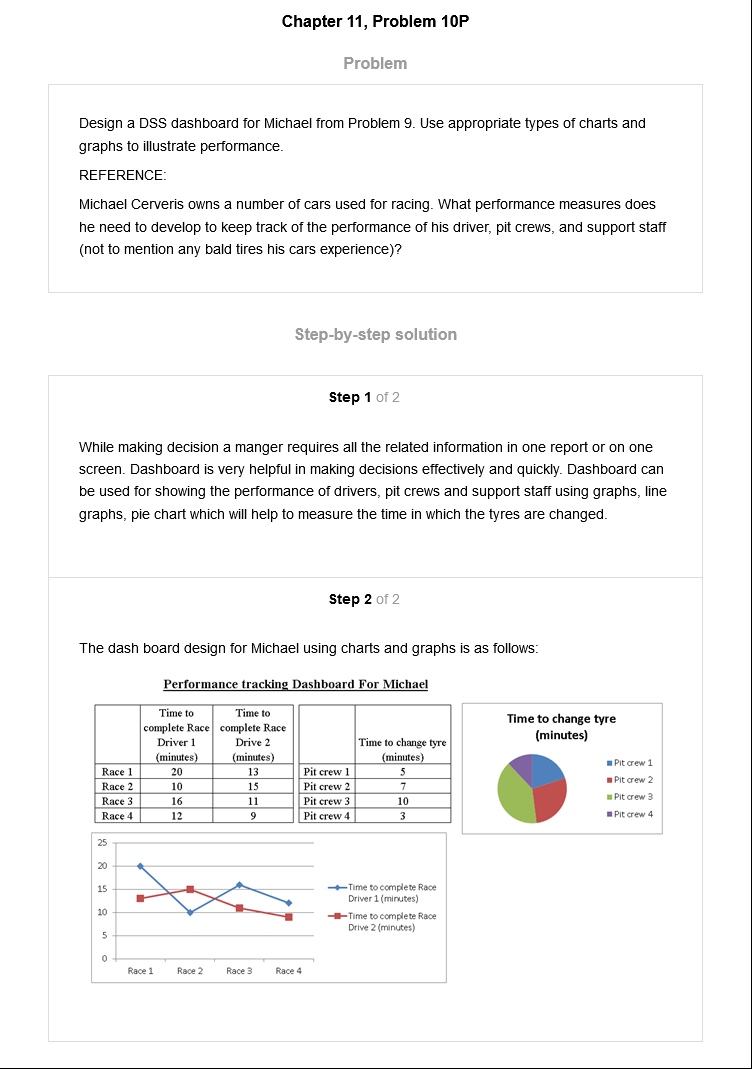 Chapter 11, Problem 10P
Problem
Design a DSS dashboard for Michael from Problem 9. Use appropriate types of charts and
graphs to illustrate performance.
REFERENCE:
Michael Cerveris owns a number of cars used for racing. What performance measures does
he need to develop to keep track of the performance of his driver, pit crews, and support staff
(not to mention any bald tires his cars experience)?
Step-by-step solution
Step 1 of 2
While making decision a manger requires all the related information in one report or on one
screen. Dashboard is very helpful in making decisions effectively and quickly. Dashboard can
be used for showing the performance of drivers, pit crews and support staff using graphs, line
graphs, pie chart which will help to measure the time in which the tyres are changed.
Step 2 of 2
The dash board design for Michael using charts and graphs is as follows:
Performance tracking Dashboard For Michael
Time to
complete Race
Driver 1
(minutes)
Time to
complete Race
Drive 2
(minutes)
Race 1 20 13
Race 2 10 15
Race 3 16 11
Race 4 12 9
Time to change tyre
(minutes)
Pit crew 1 5
Pit crew 2 7
Pit crew 3 10
Pit crew 4 3
Time to change tyre
(minutes)
Pit crew 1
Pit crew 2
Pit crew 3
Pit crew 4
25
20
15
10
5
0
Race 1 Race 2 Race 3 Race 4
Time to complete Race
Driver 1 (minutes)
Time to complete Race
Drive 2 (minutes)